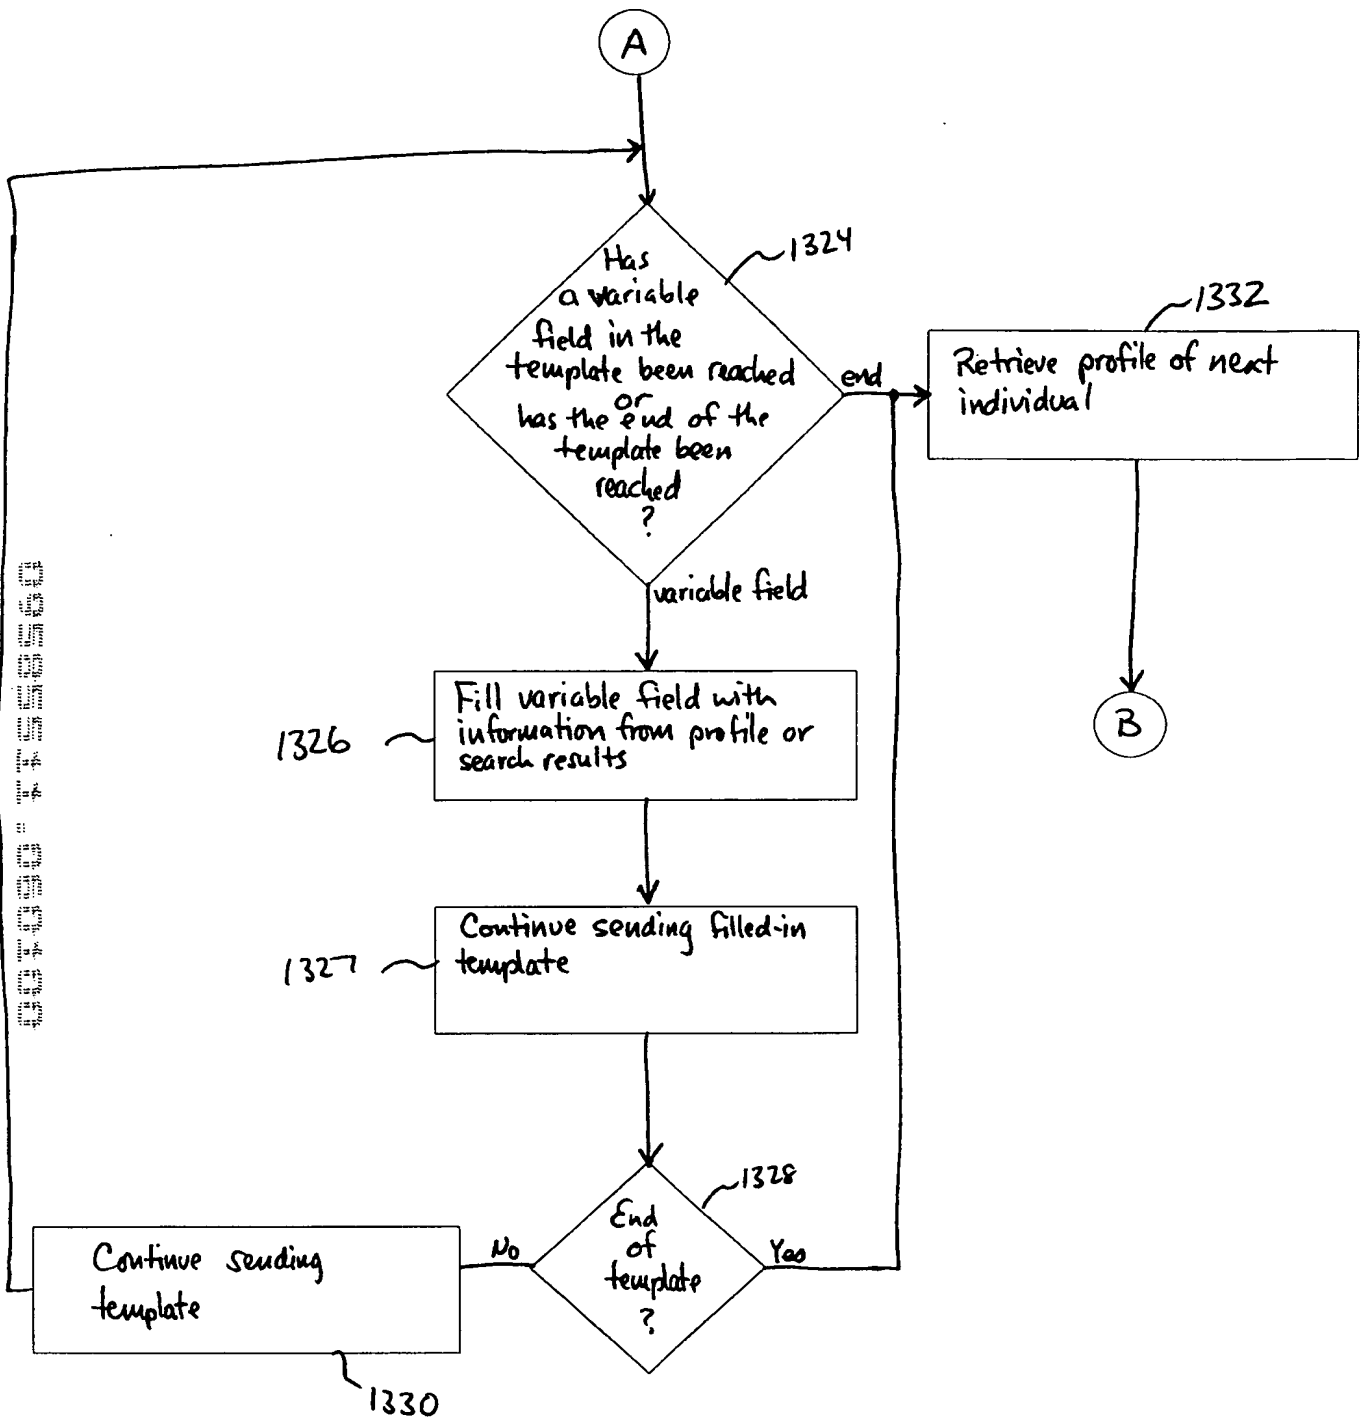 A
1324
Has
a variable
field in the
template been reached
or
has the end of the
template been
reached
?
end
1332
Retrieve profile of next
individual
variable field
B
1326
Fill variable field with
information from profile or
search results
1327
Continue sending filled-in
template
1328
End
of
template
?
No
Yes
Continue sending
template
1330